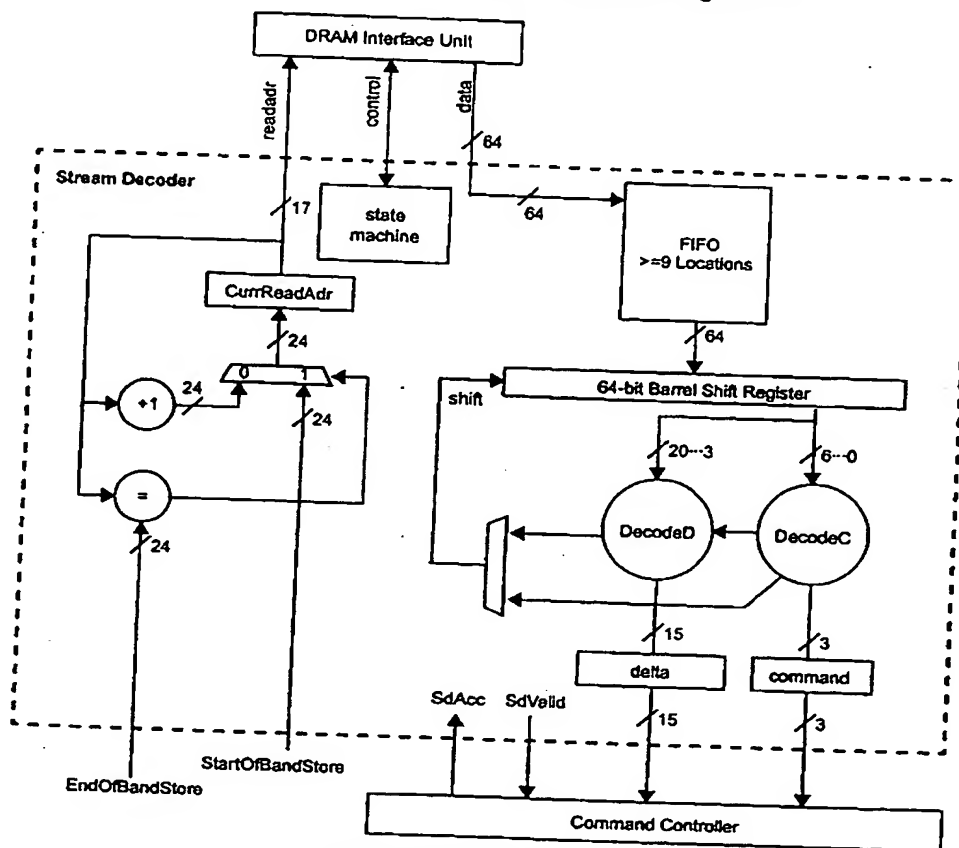 DRAM Interface Unit
readadr
control
data
64
Stream Decoder
17
state
machine
64
FIFO
>=9 Locations
CurrReadAdr
24
64
0 1
64-bit Barrel Shift Register
shift
+1
24
24
20···3
6···0
=
DecodeD
DecodeC
24
15
3
delta
command
SdAcc
SdValid
15
3
StartOfBandStore
EndOfBandStore
Command Controller